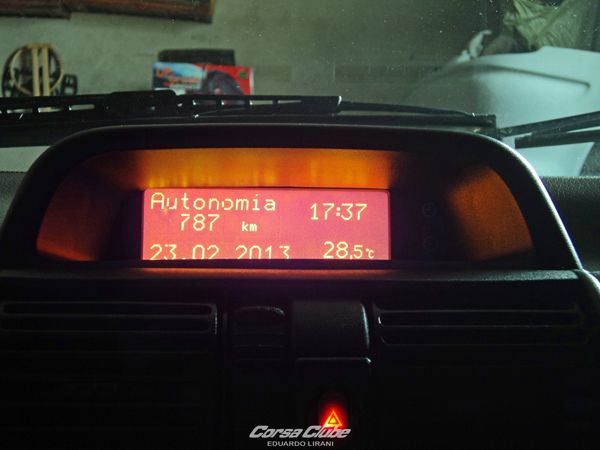 Autonomia 17:37
787 km
23.02.2013 28,5°C
Corsa Clube
EDUARDO LIRANI